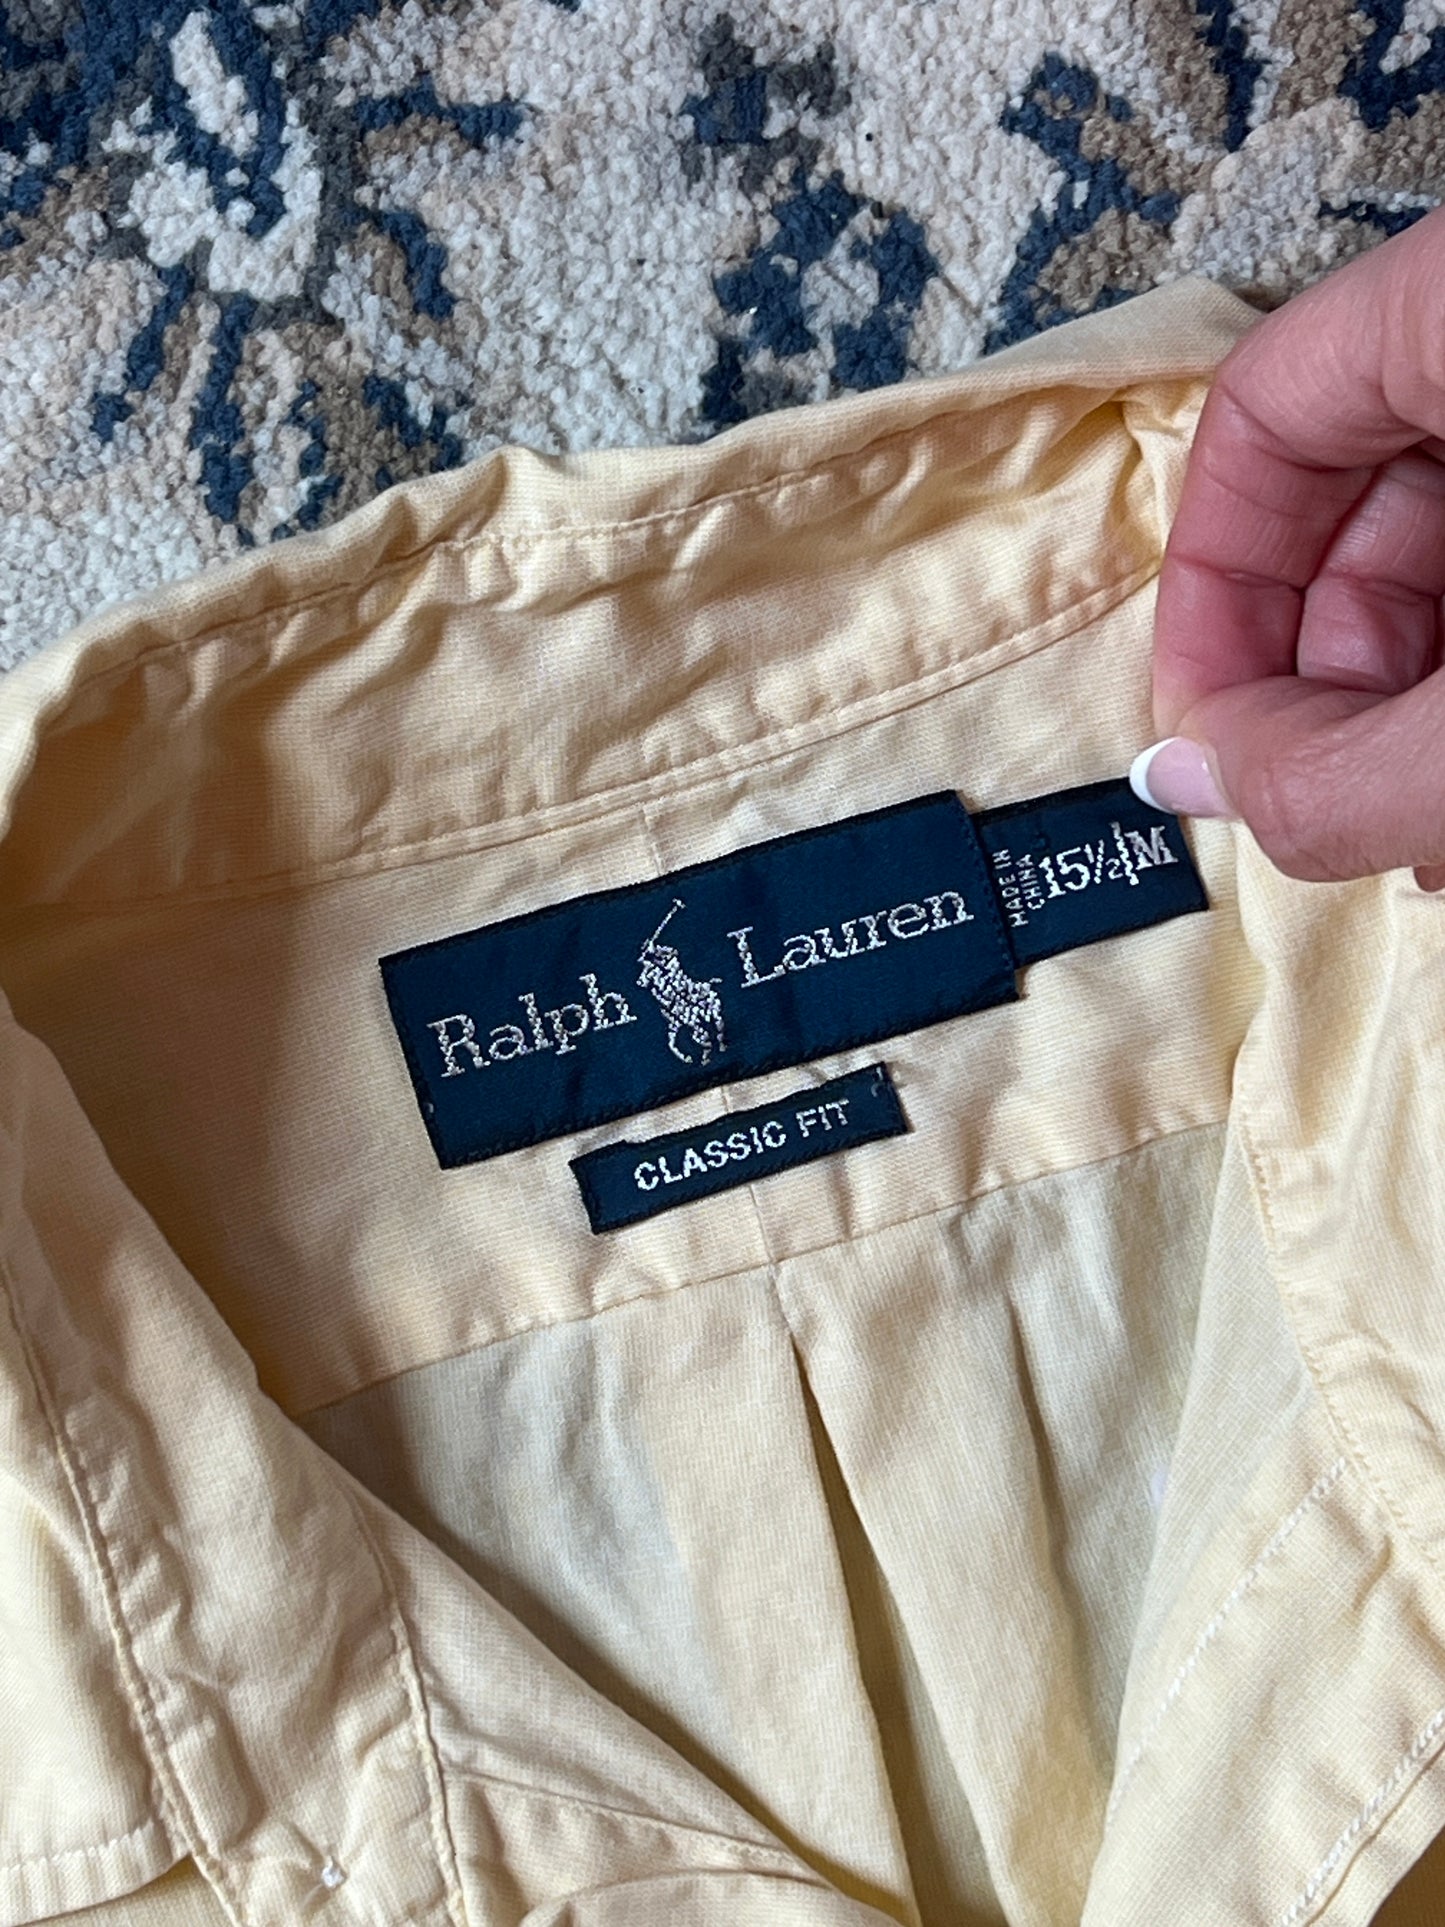 Ralph Lauren
MADE IN
CHINA
15½ M
CLASSIC FIT